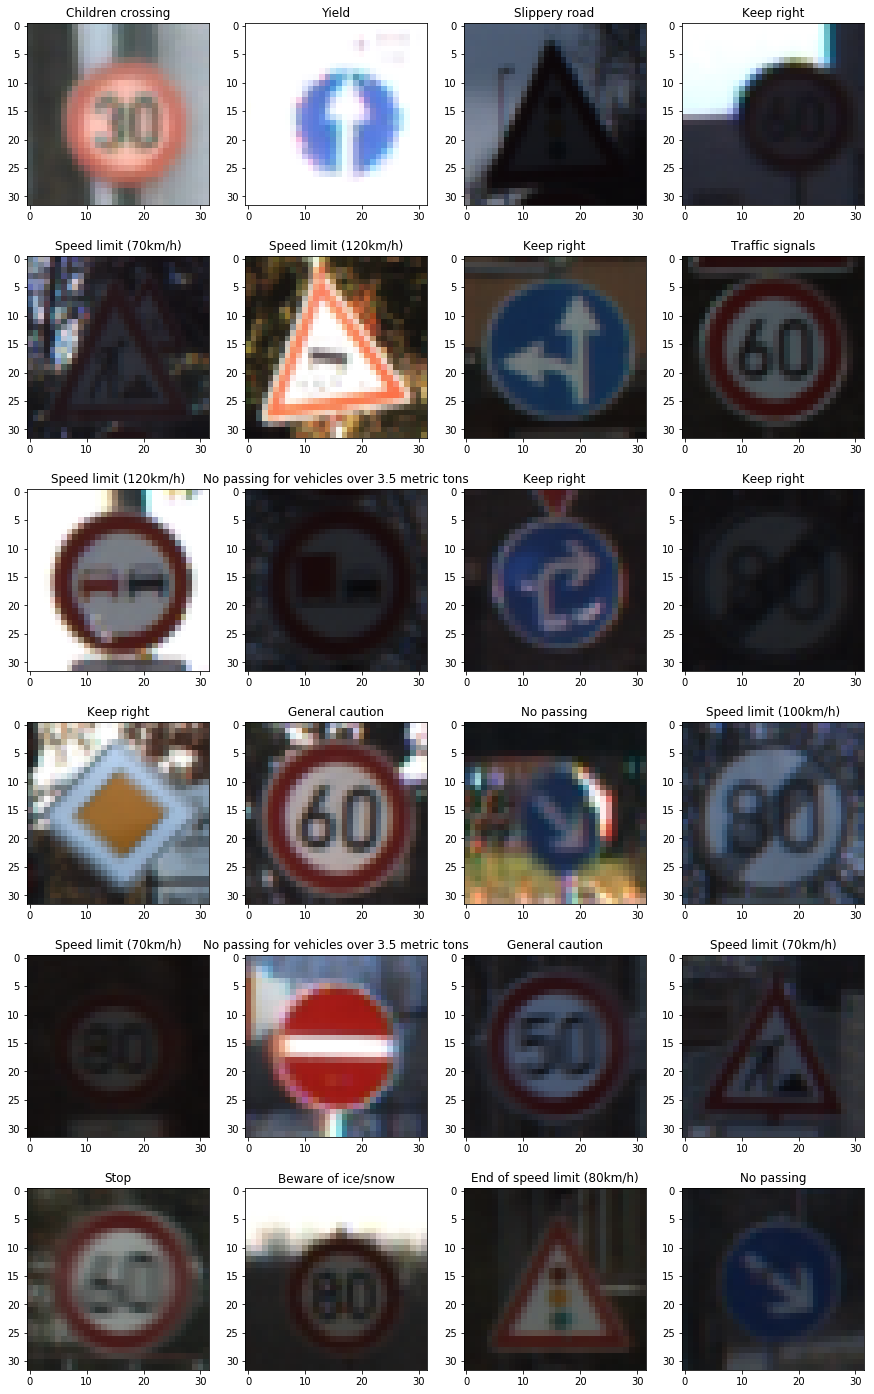 Children crossing Yield Slippery road Keep right
0 0 0 0
5 5 5 5
10 10 10 10
15 15 15 15
30 60
20 20 20 20
25 25 25 25
30 30 30 30
0 10 20 30 0 10 20 30 0 10 20 30 0 10 20 30
Speed limit (70km/h) Speed limit (120km/h) Keep right Traffic signals
0 0 0 0
5 5 5 5
10 10 10 10
15 15 15 15
60
20 20 20 20
25 25 25 25
30 30 30 30
0 10 20 30 0 10 20 30 0 10 20 30 0 10 20 30
Speed limit (120km/h) No passing for vehicles over 3.5 metric tons Keep right Keep right
0 0 0 0
5 5 5 5
10 10 10 10
15 15 15 15
80
20 20 20 20
25 25 25 25
30 30 30 30
0 10 20 30 0 10 20 30 0 10 20 30 0 10 20 30
Keep right General caution No passing Speed limit (100km/h)
0 0 0 0
5 5 5 5
10 10 10 10
15 15 15 15
60 80
20 20 20 20
25 25 25 25
30 30 30 30
0 10 20 30 0 10 20 30 0 10 20 30 0 10 20 30
Speed limit (70km/h) No passing for vehicles over 3.5 metric tons General caution Speed limit (70km/h)
0 0 0 0
5 5 5 5
10 10 10 10
15 15 15 15
50
20 20 20 20
25 25 25 25
30 30 30 30
0 10 20 30 0 10 20 30 0 10 20 30 0 10 20 30
Stop Beware of ice/snow End of speed limit (80km/h) No passing
0 0 0 0
5 5 5 5
10 10 10 10
15 15 15 15
50 80
20 20 20 20
25 25 25 25
30 30 30 30
0 10 20 30 0 10 20 30 0 10 20 30 0 10 20 30